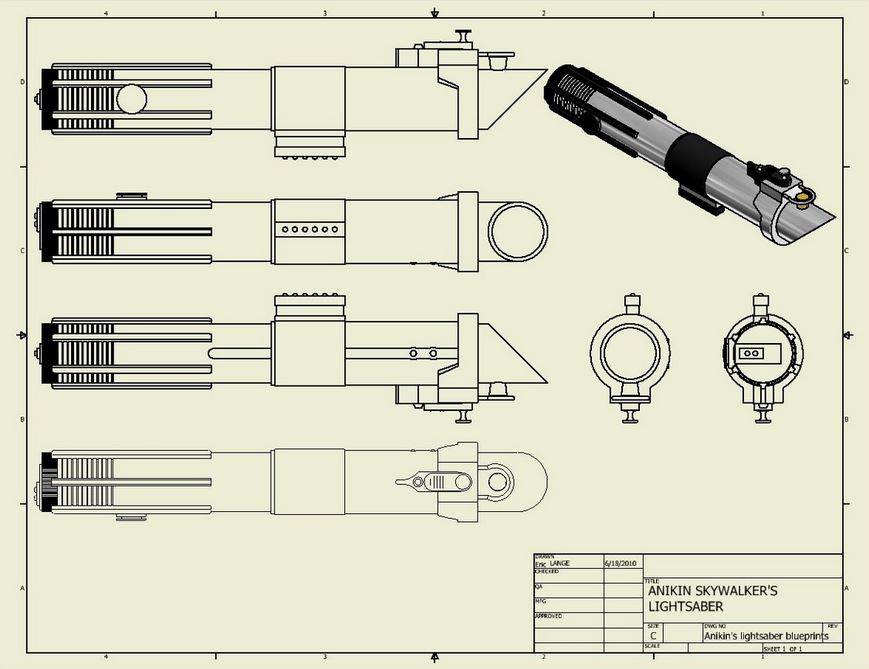 4
3
2
1
D
D
C
C
B
B
A
A
DRAWN
Eric LANGE
6/18/2010
CHECKED
QA
MFG
APPROVED
TITLE
ANIKIN SKYWALKER'S
LIGHTSABER
SIZE
C
DWG NO
Anikin's lightsaber blueprints
REV
SCALE
SHEET 1 OF 1
4
3
2
1